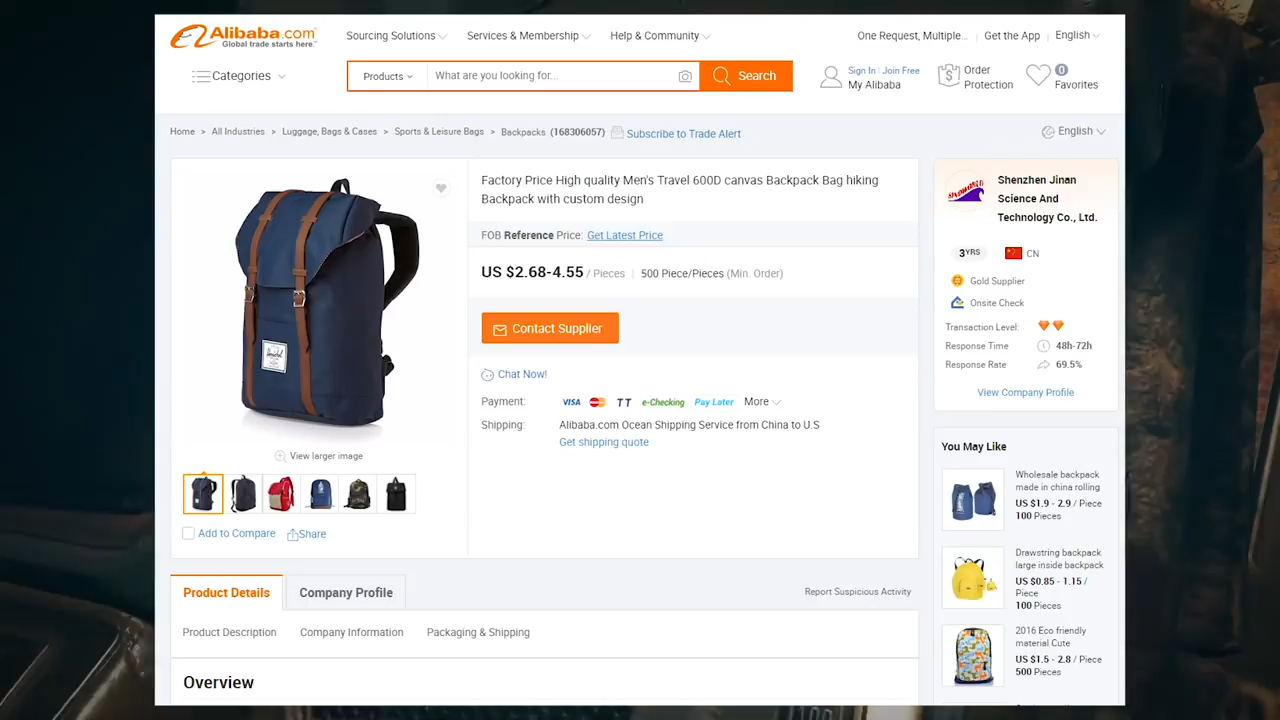 Alibaba.com
Global trade starts here.™
Sourcing Solutions
Services & Membership
Help & Community
One Request, Multiple...
Get the App
English
Categories
Products
What are you looking for...
Search
Sign In | Join Free
My Alibaba
Order
Protection
0
Favorites
Home > All Industries > Luggage, Bags & Cases > Sports & Leisure Bags > Backpacks (168306057)
Subscribe to Trade Alert
English
Factory Price High quality Men's Travel 600D canvas Backpack Bag hiking
Backpack with custom design
FOB Reference Price: Get Latest Price
US $2.68-4.55 / Pieces | 500 Piece/Pieces (Min. Order)
Contact Supplier
Chat Now!
Payment:
VISA
TT
e-Checking
Pay Later
More
Shipping:
Alibaba.com Ocean Shipping Service from China to U.S
Get shipping quote
Herschel
View larger image
Add to Compare
Share
Shenzhen Jinan
Science And
Technology Co., Ltd.
3YRS
CN
Gold Supplier
Onsite Check
Transaction Level:
Response Time
48h-72h
Response Rate
69.5%
View Company Profile
You May Like
Wholesale backpack
made in china rolling
US $1.9 - 2.9 / Piece
100 Pieces
Drawstring backpack
large inside backpack
US $0.85 - 1.15 /
Piece
100 Pieces
2016 Eco friendly
material Cute
US $1.5 - 2.8 / Piece
500 Pieces
Product Details
Company Profile
Report Suspicious Activity
Product Description
Company Information
Packaging & Shipping
Overview